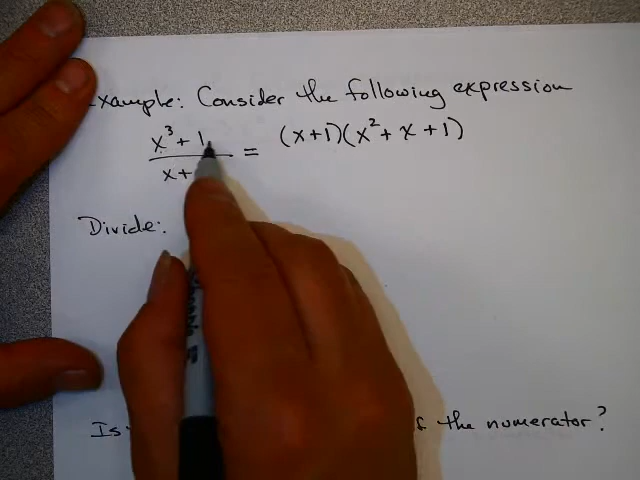 xample: Consider the following expression
x³ + 1 = (x+1)(x² + x + 1)
x+
Divide:
Is the numerator?